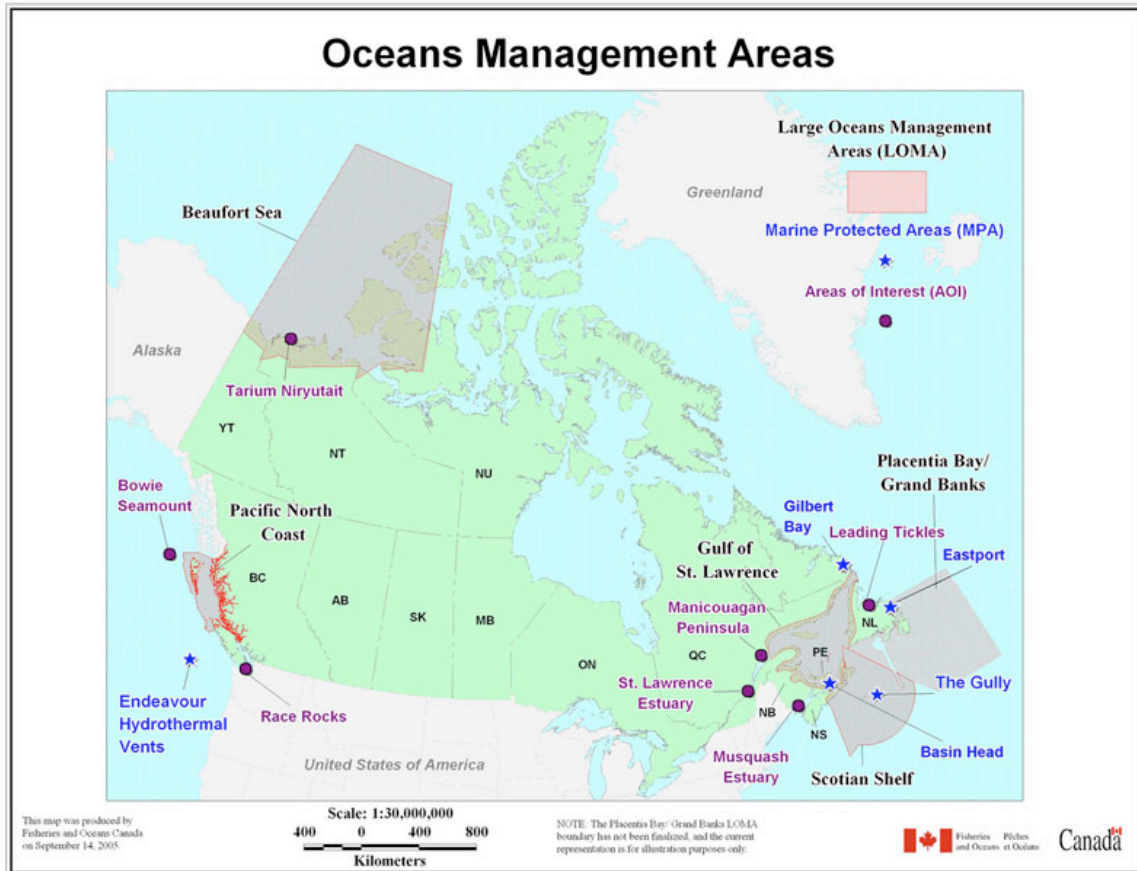 Oceans Management Areas
Large Oceans Management
Areas (LOMA)
Greenland
Marine Protected Areas (MPA)
Areas of Interest (AOI)
Beaufort Sea
Alaska
Tarium Niryutait
YT
NT
NU
Bowie
Seamount
Pacific North
Coast
BC
AB
SK
MB
ON
QC
Placentia Bay/
Grand Banks
Gilbert
Bay
Leading Tickles
Eastport
Gulf of
St. Lawrence
Manicouagan
Peninsula
NL
PE
St. Lawrence
Estuary
NB
NS
The Gully
Endeavour
Hydrothermal
Vents
Race Rocks
Musquash
Estuary
Basin Head
Scotian Shelf
United States of America
This map was produced by
Fisheries and Oceans Canada
on September 14, 2005.
Scale: 1:30,000,000
400 0 400 800
Kilometers
NOTE: The Placentia Bay/ Grand Banks LOMA
boundary has not been finalized, and the current
representation is for illustration purposes only.
Fisheries and Oceans
Pêches et Océans
Canada